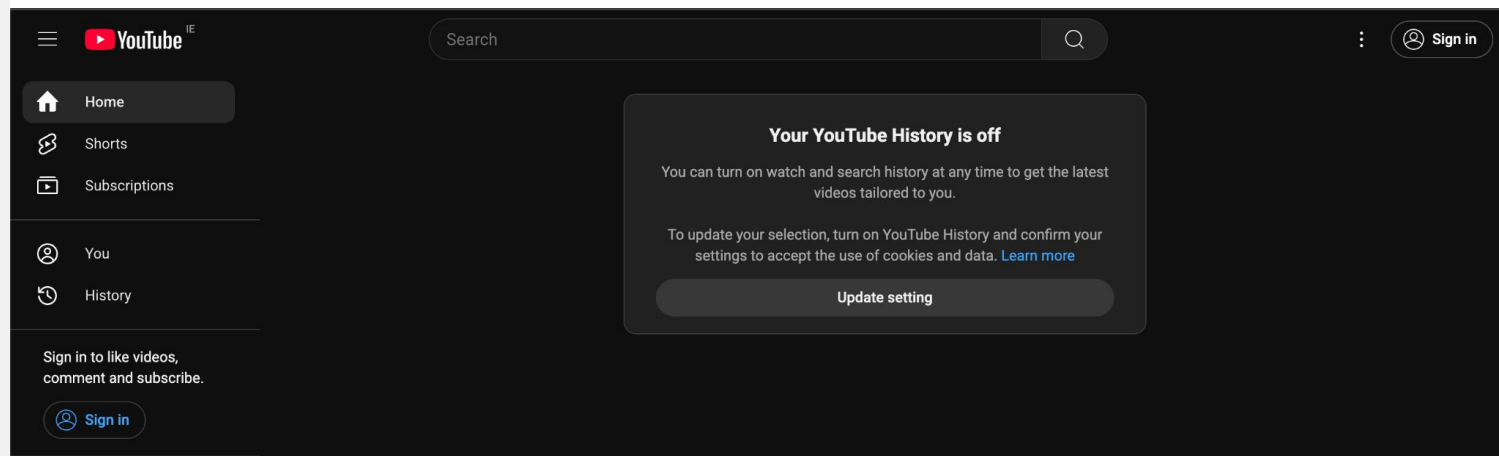 YouTube IE
Search
Sign in
Home
Shorts
Subscriptions
You
History
Sign in to like videos,
comment and subscribe.
Sign in
Your YouTube History is off
You can turn on watch and search history at any time to get the latest
videos tailored to you.
To update your selection, turn on YouTube History and confirm your
settings to accept the use of cookies and data. Learn more
Update setting